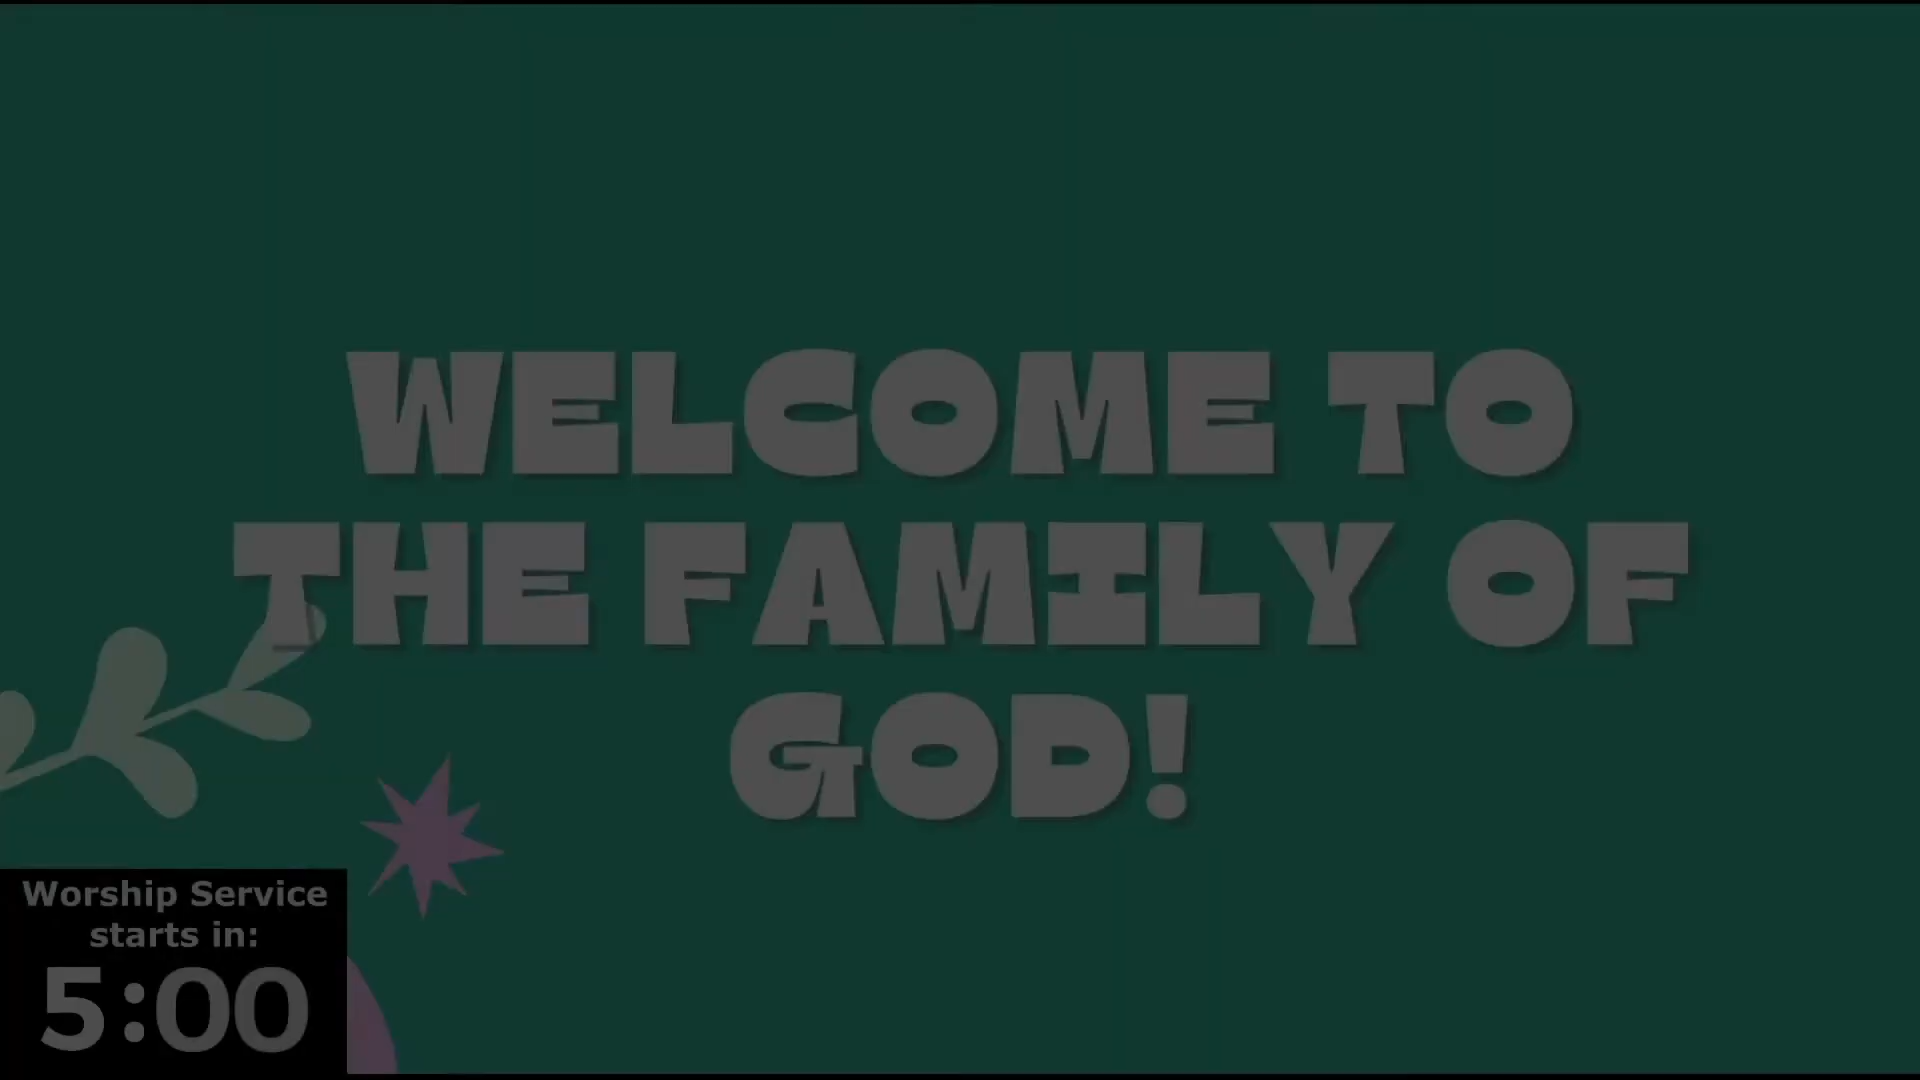 WELCOME TO
THE FAMILY OF
GOD!
Worship Service
starts in:
5:00